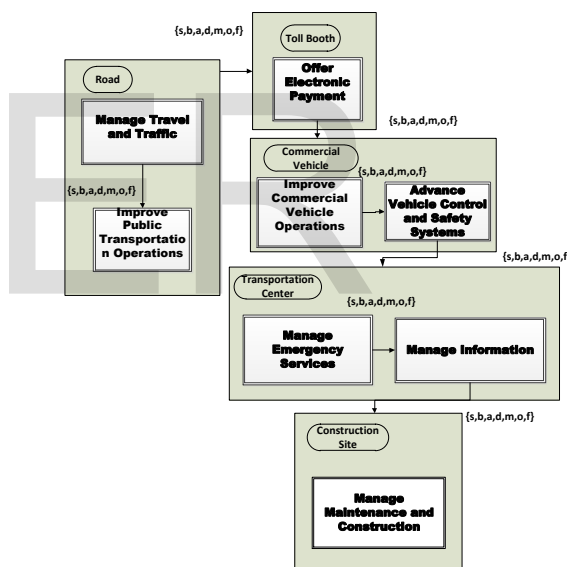 {s,b,a,d,m,o,f}
Toll Booth
Offer
Electronic
Payment
Road
Manage Travel
and Traffic
{s,b,a,d,m,o,f}
Improve
Public
Transportatio
n Operations
{s,b,a,d,m,o,f}
Commercial
Vehicle
{s,b,a,d,m,o,f}
Improve
Commercial
Vehicle
Operations
Advance
Vehicle Control
and Safety
Systems
{s,b,a,d,m,o,f
Transportation
Center
{s,b,a,d,m,o,f}
Manage
Emergency
Services
Manage Information
{s,b,a,d,m,o,f}
Construction
Site
Manage
Maintenance and
Construction